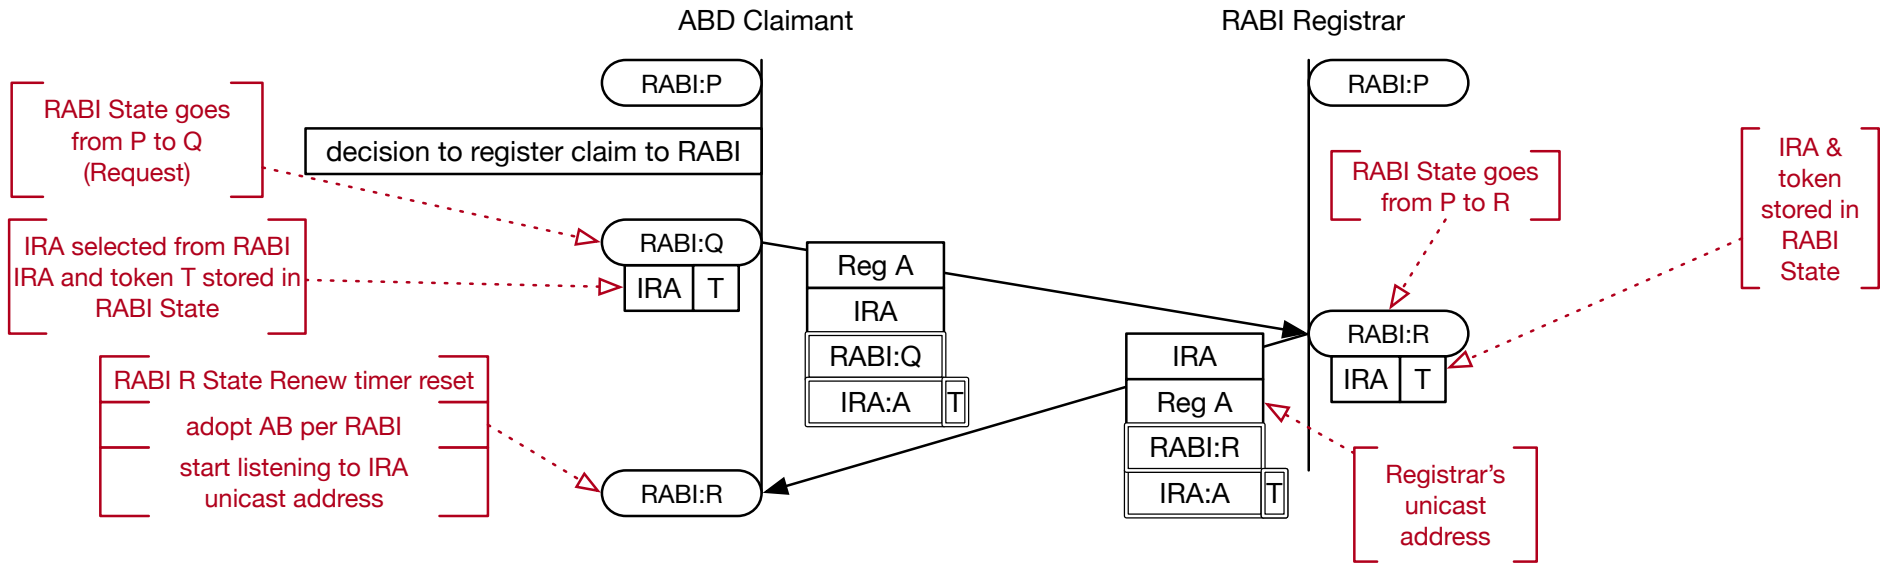 ABD Claimant
RABI Registrar
RABI:P
RABI:P
RABI State goes
from P to Q
(Request)
decision to register claim to RABI
RABI State goes
from P to R
IRA &
token
stored in
RABI
State
IRA selected from RABI
IRA and token T stored in
RABI State
RABI:Q
IRA T
Reg A
IRA
RABI:Q
IRA:A T
RABI:R
IRA T
IRA
Reg A
RABI:R
IRA:A T
RABI R State Renew timer reset
adopt AB per RABI
start listening to IRA
unicast address
RABI:R
Registrar's
unicast
address